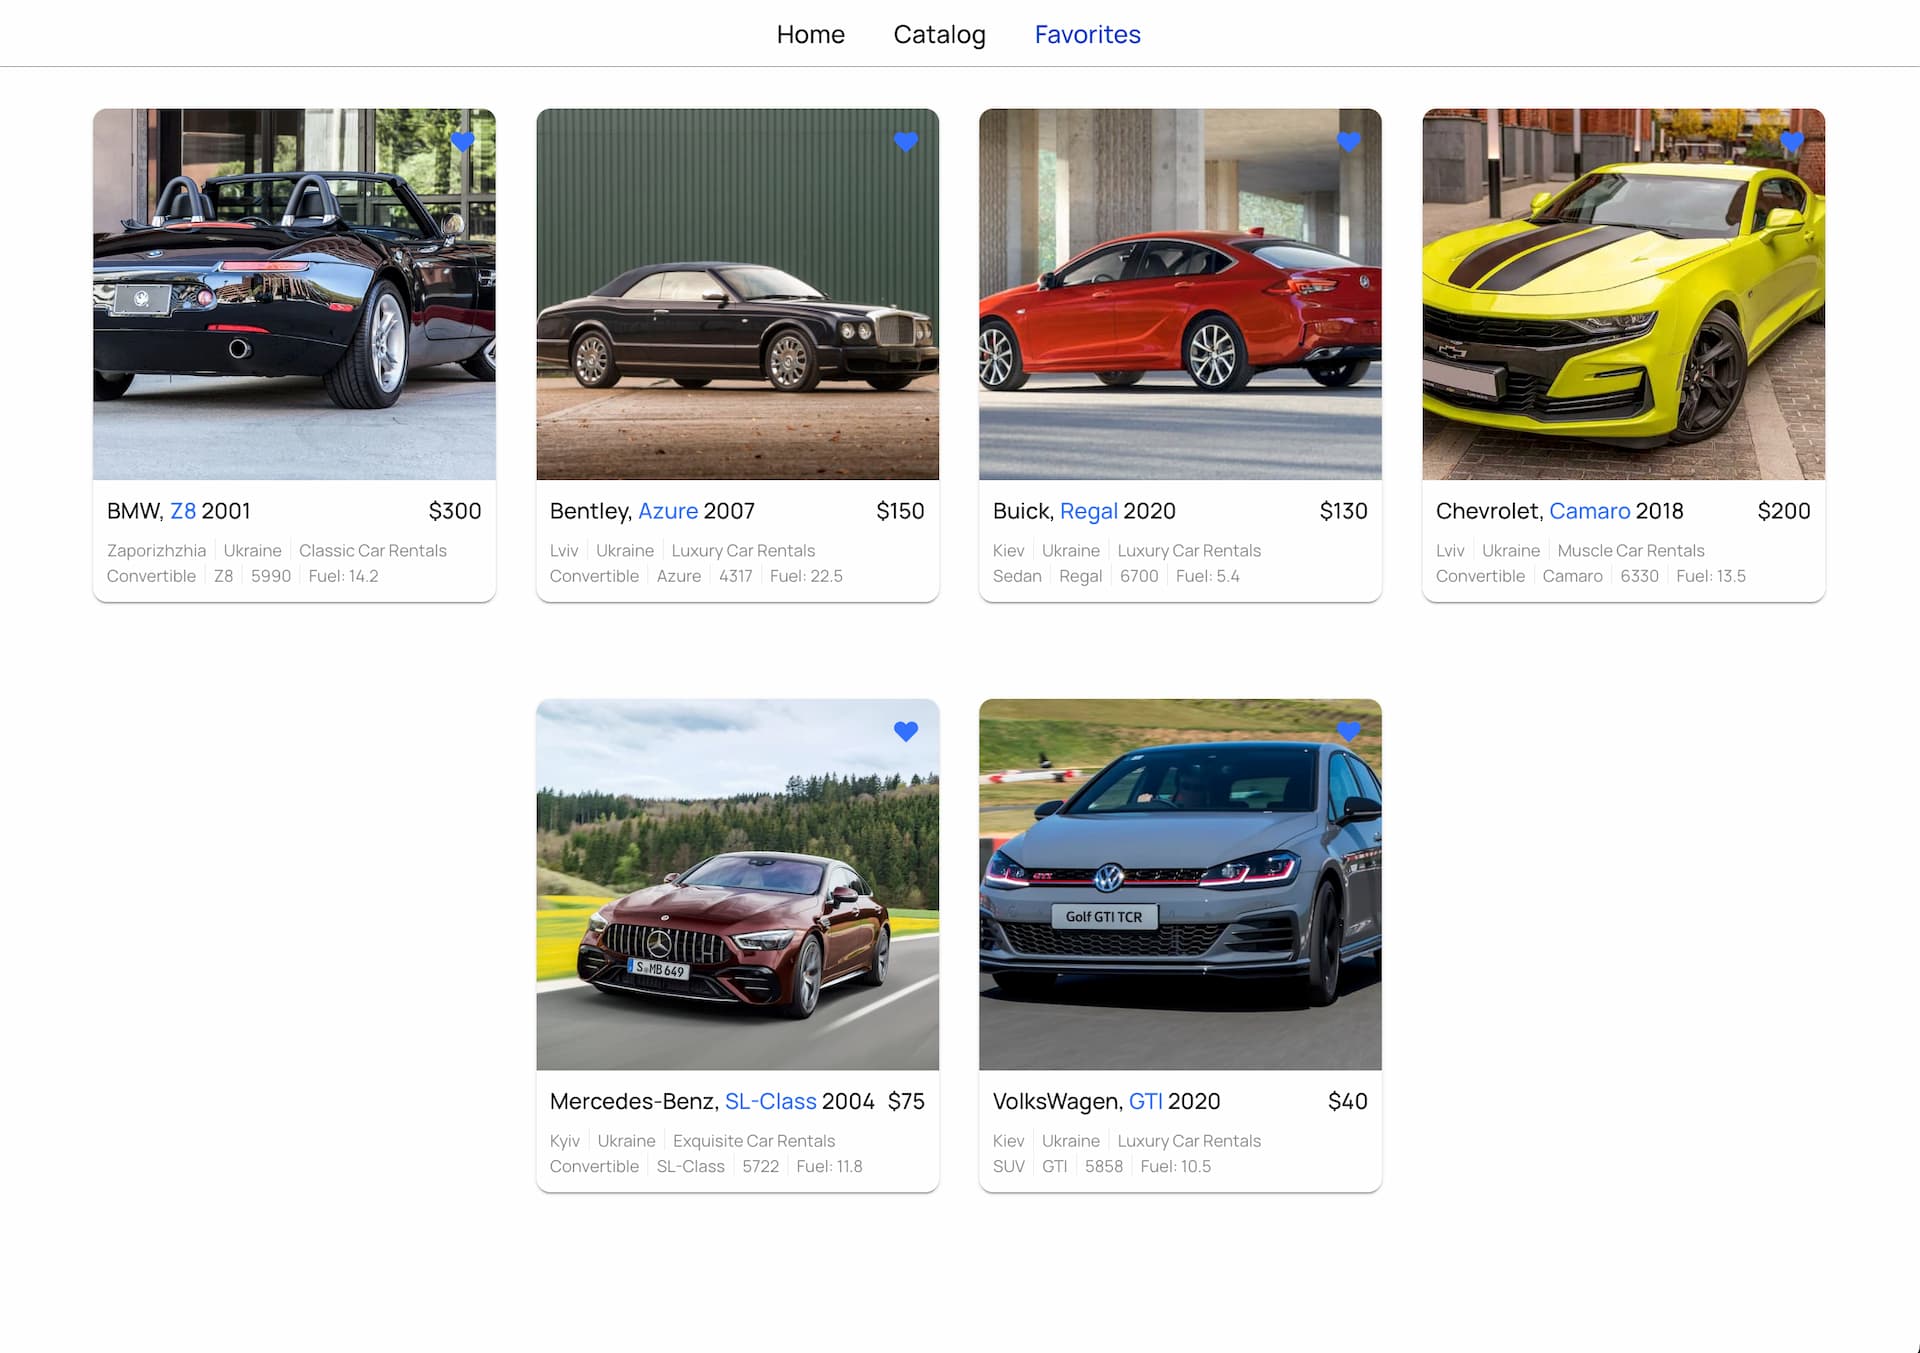 Home Catalog Favorites
BMW, Z8 2001 $300
Zaporizhzhia Ukraine Classic Car Rentals
Convertible Z8 5990 Fuel: 14.2
Bentley, Azure 2007 $150
Lviv Ukraine Luxury Car Rentals
Convertible Azure 4317 Fuel: 22.5
Buick, Regal 2020 $130
Kiev Ukraine Luxury Car Rentals
Sedan Regal 6700 Fuel: 5.4
Chevrolet, Camaro 2018 $200
Lviv Ukraine Muscle Car Rentals
Convertible Camaro 6330 Fuel: 13.5
S MB 649
Mercedes-Benz, SL-Class 2004 $75
Kyiv Ukraine Exquisite Car Rentals
Convertible SL-Class 5722 Fuel: 11.8
GTI
Golf GTI TCR
VolksWagen, GTI 2020 $40
Kiev Ukraine Luxury Car Rentals
SUV GTI 5858 Fuel: 10.5